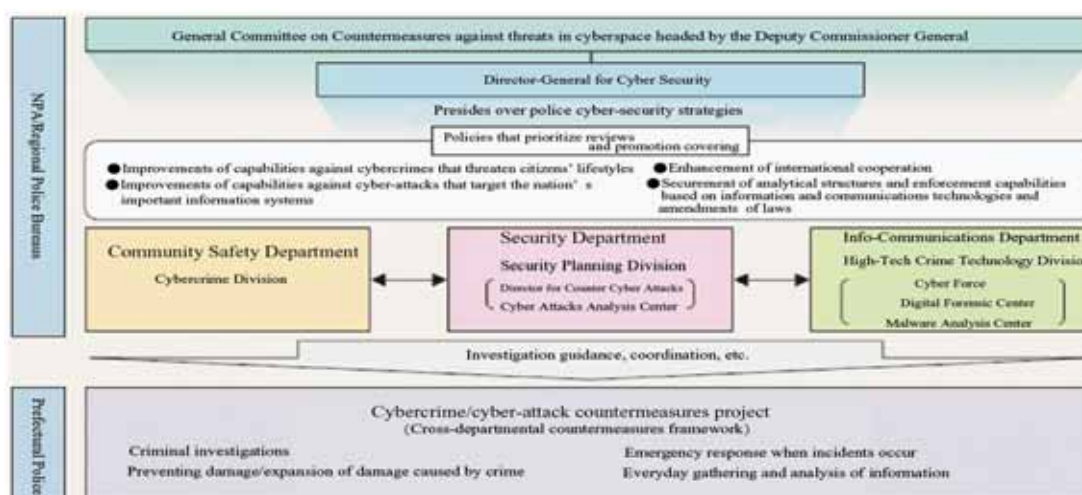 NPA/Regional Police Bureaus
General Committee on Countermeasures against threats in cyberspace headed by the Deputy Commissioner General
Director-General for Cyber Security
Presides over police cyber-security strategies
Policies that prioritize reviews
and promotion covering
●Improvements of capabilities against cybercrimes that threaten citizens' lifestyles
●Improvements of capabilities against cyber-attacks that target the nation' s
important information systems
●Enhancement of international cooperation
●Securement of analytical structures and enforcement capabilities
based on information and communications technologies and
amendments of laws
Community Safety Department
Cybercrime Division
Security Department
Security Planning Division
Director for Counter Cyber Attacks
Cyber Attacks Analysis Center
Info-Communications Department
High-Tech Crime Technology Division
Cyber Force
Digital Forensic Center
Malware Analysis Center
Investigation guidance, coordination, etc.
Prefectural Police
Cybercrime/cyber-attack countermeasures project
(Cross-departmental countermeasures framework)
Criminal investigations
Preventing damage/expansion of damage caused by crime
Emergency response when incidents occur
Everyday gathering and analysis of information